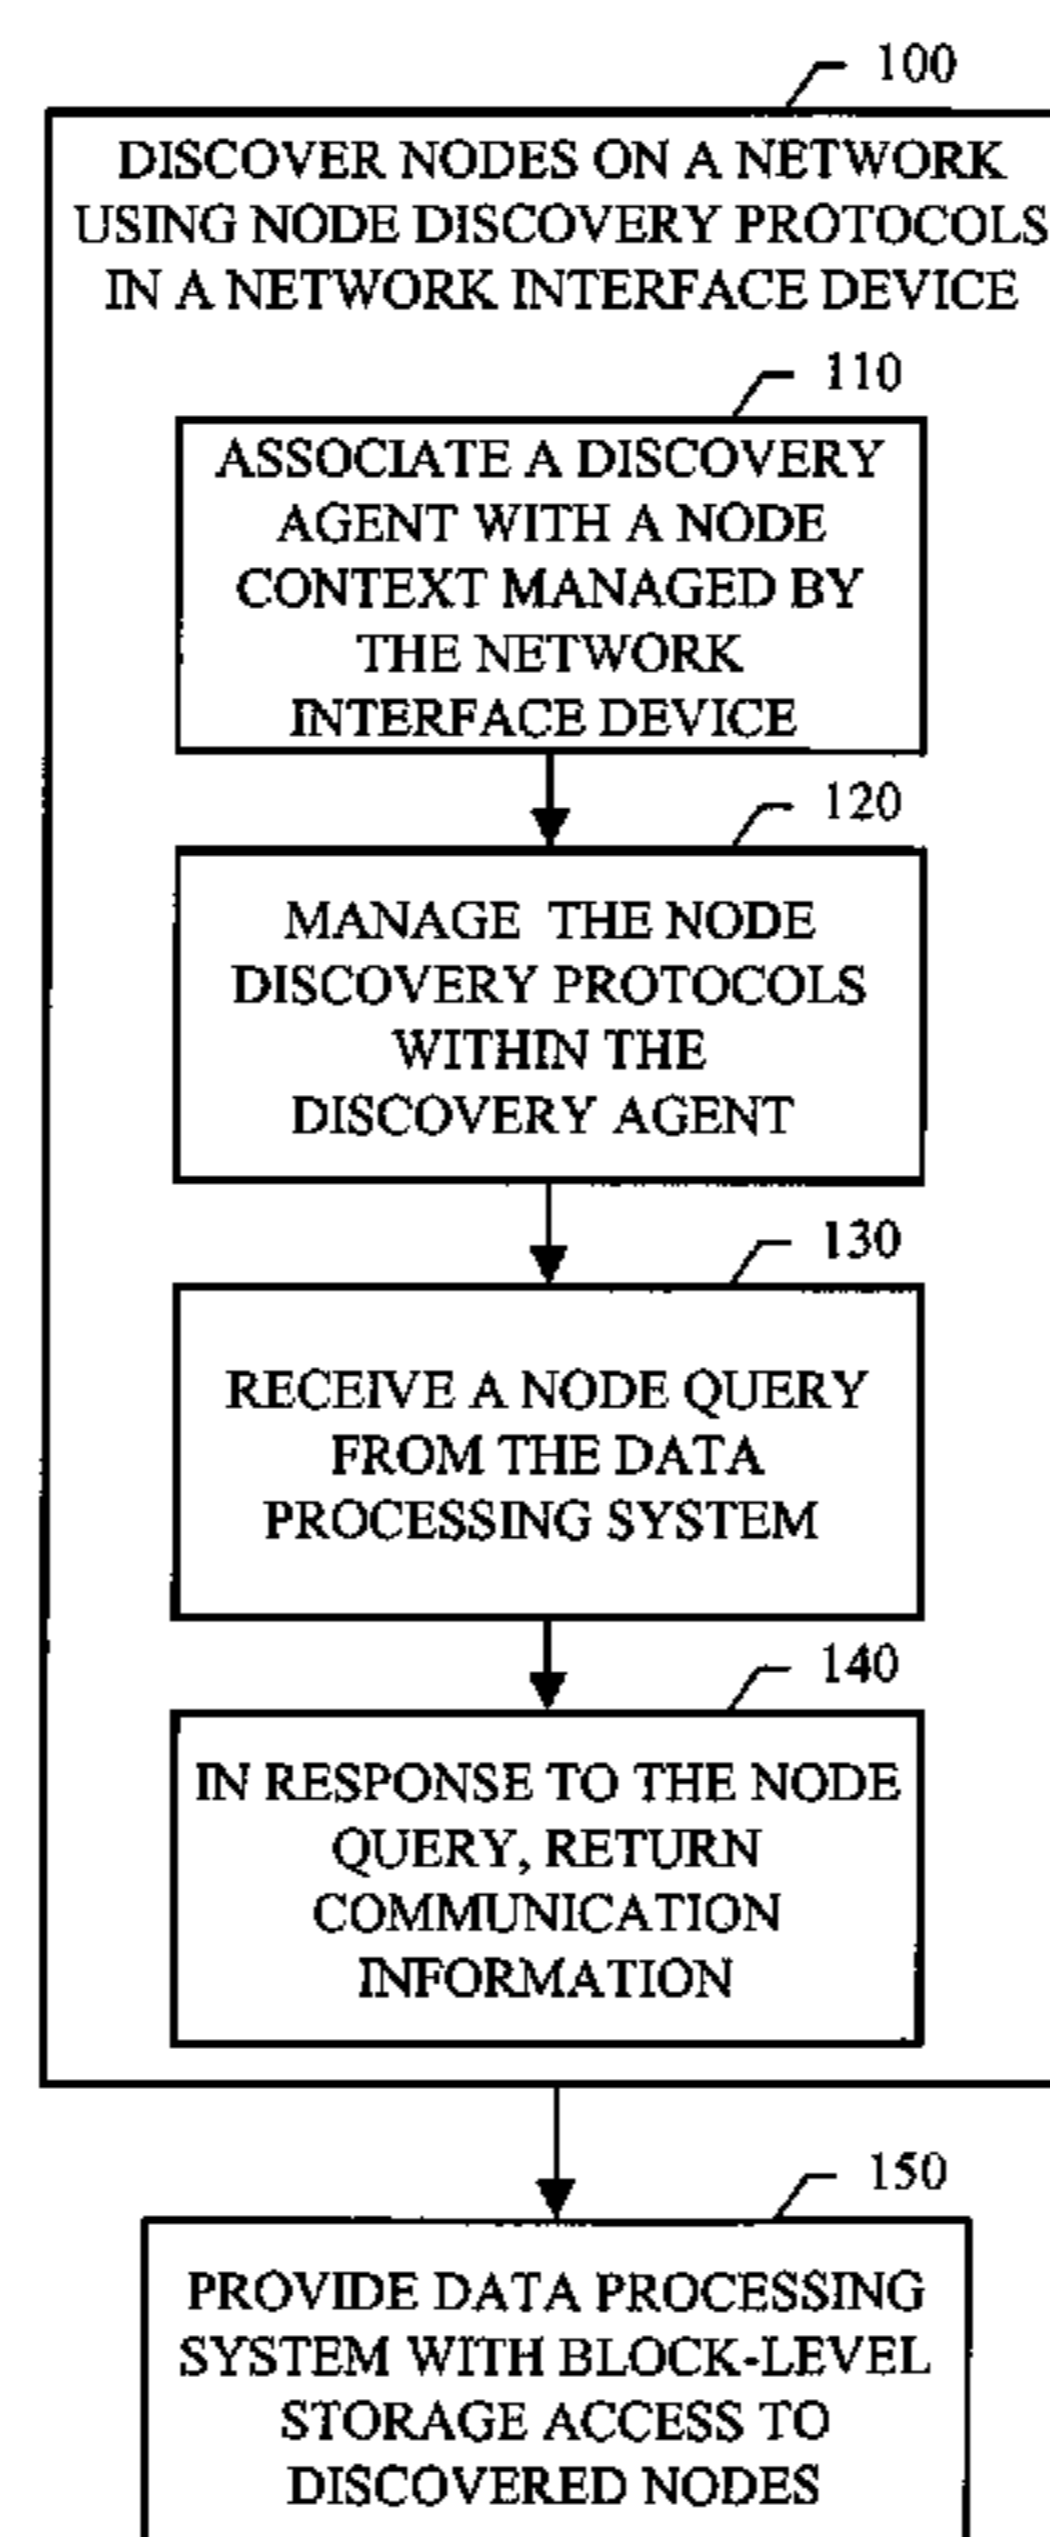 100
DISCOVER NODES ON A NETWORK
USING NODE DISCOVERY PROTOCOLS
IN A NETWORK INTERFACE DEVICE
110
ASSOCIATE A DISCOVERY
AGENT WITH A NODE
CONTEXT MANAGED BY
THE NETWORK
INTERFACE DEVICE
120
MANAGE THE NODE
DISCOVERY PROTOCOLS
WITHIN THE
DISCOVERY AGENT
130
RECEIVE A NODE QUERY
FROM THE DATA
PROCESSING SYSTEM
140
IN RESPONSE TO THE NODE
QUERY, RETURN
COMMUNICATION
INFORMATION
150
PROVIDE DATA PROCESSING
SYSTEM WITH BLOCK-LEVEL
STORAGE ACCESS TO
DISCOVERED NODES